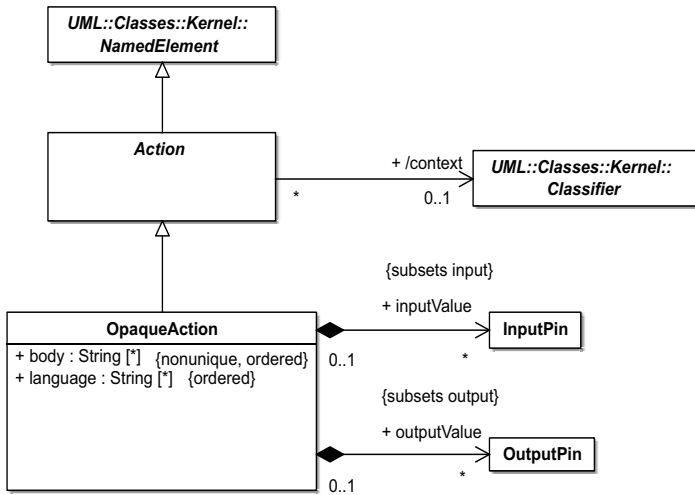 UML::Classes::Kernel::
NamedElement
Action
+ /context
*
0..1
UML::Classes::Kernel::
Classifier
{subsets input}
OpaqueAction
+ inputValue
InputPin
+ body : String [*] {nonunique, ordered}
0..1
*
+ language : String [*] {ordered}
{subsets output}
+ outputValue
OutputPin
0..1
*